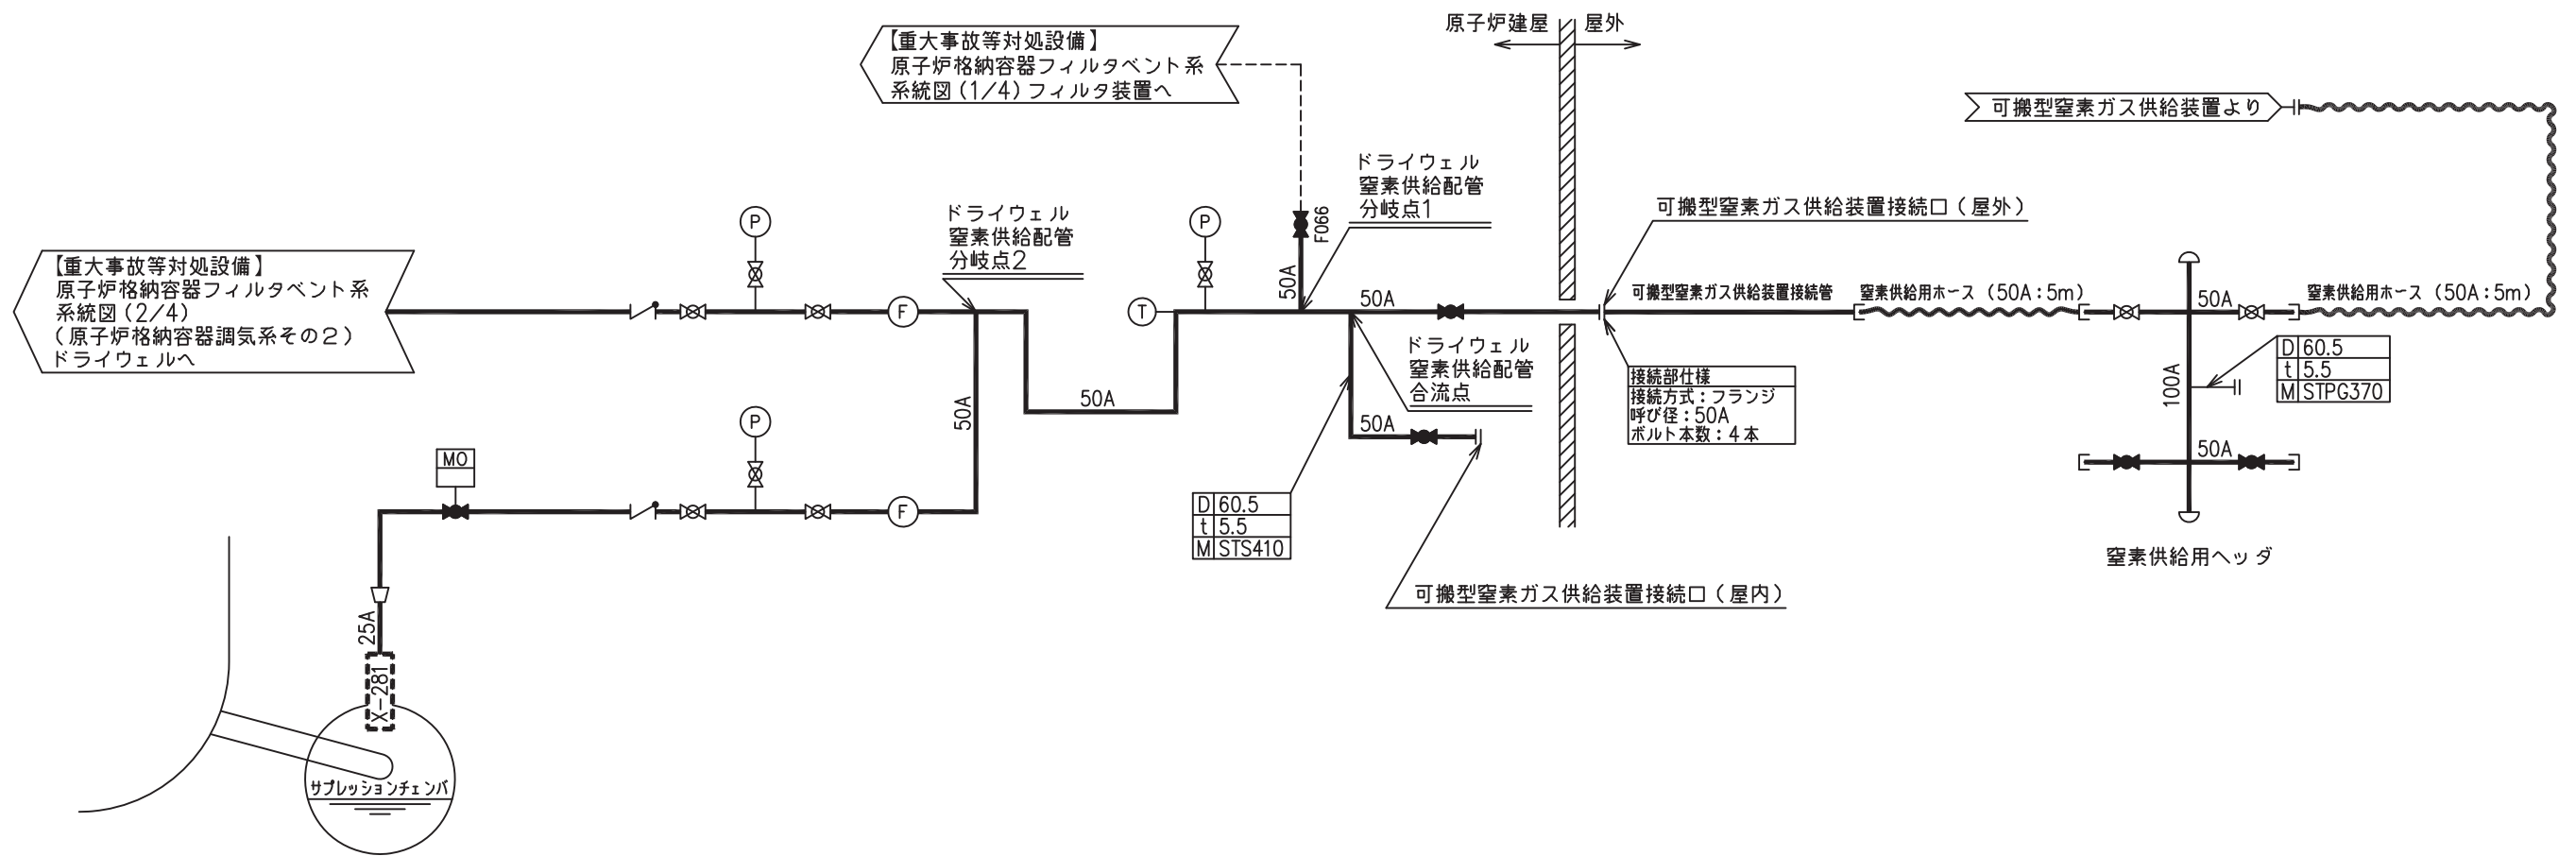 原子炉建屋
屋外
【重大事故等対処設備】
原子炉格納容器フィルタベント系
系統図(1/4)フィルタ装置へ
可搬型窒素ガス供給装置より
ドライウェル
窒素供給配管
分岐点1
F066
50A
P
P
ドライウェル
窒素供給配管
分岐点2
可搬型窒素ガス供給装置接続口(屋外)
【重大事故等対処設備】
原子炉格納容器フィルタベント系
系統図(2/4)
(原子炉格納容器調気系その2)
ドライウェルへ
F
T
50A
可搬型窒素ガス供給装置接続管
窒素供給用ホース(50A:5m)
50A
窒素供給用ホース(50A:5m)
ドライウェル
窒素供給配管
合流点
D 60.5
t 5.5
M STPG370
100A
接続部仕様
接続方式:フランジ
呼び径:50A
ボルト本数:4本
50A
50A
50A
P
50A
MO
F
D 60.5
t 5.5
M STS410
窒素供給用ヘッダ
可搬型窒素ガス供給装置接続口(屋内)
25A
X-281
サプレッションチェンバ